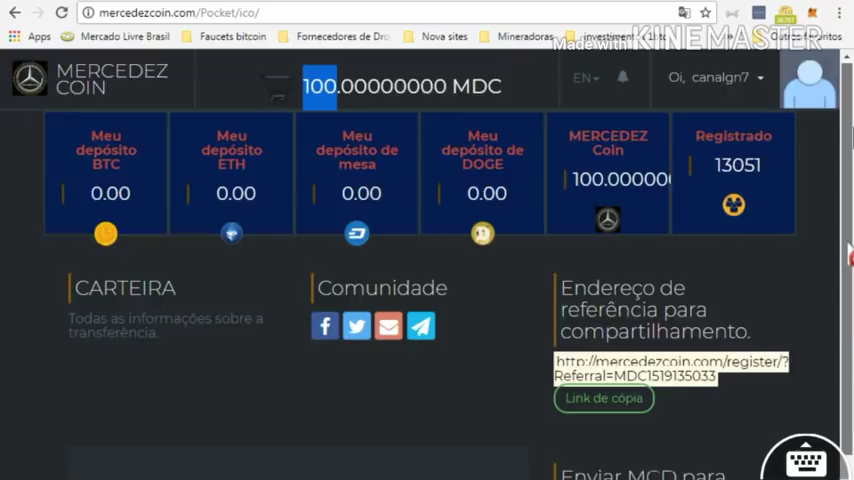 mercedezcoin.com/Pocket/ico/
Apps
Mercado Livre Brasil
Faucets bitcoin
Fornecedores de Dro
Nova sites
Mineradoras
investimento
Outros favoritos
Made with KINEMASTER
MERCEDEZ
COIN
100.00000000 MDC
EN
Oi, canalgn7
Meu
depósito
BTC
0.00
Meu
depósito
ETH
0.00
Meu
depósito de
mesa
0.00
Meu
depósito de
DOGE
0.00
MERCEDEZ
Coin
100.000000
Registrado
13051
CARTEIRA
Todas as informações sobre a
transferência.
Comunidade
Endereço de
referência para
compartilhamento.
http://mercedezcoin.com/register/?
Referral=MDC1519135033
Link de cópia
Enviar MCD para